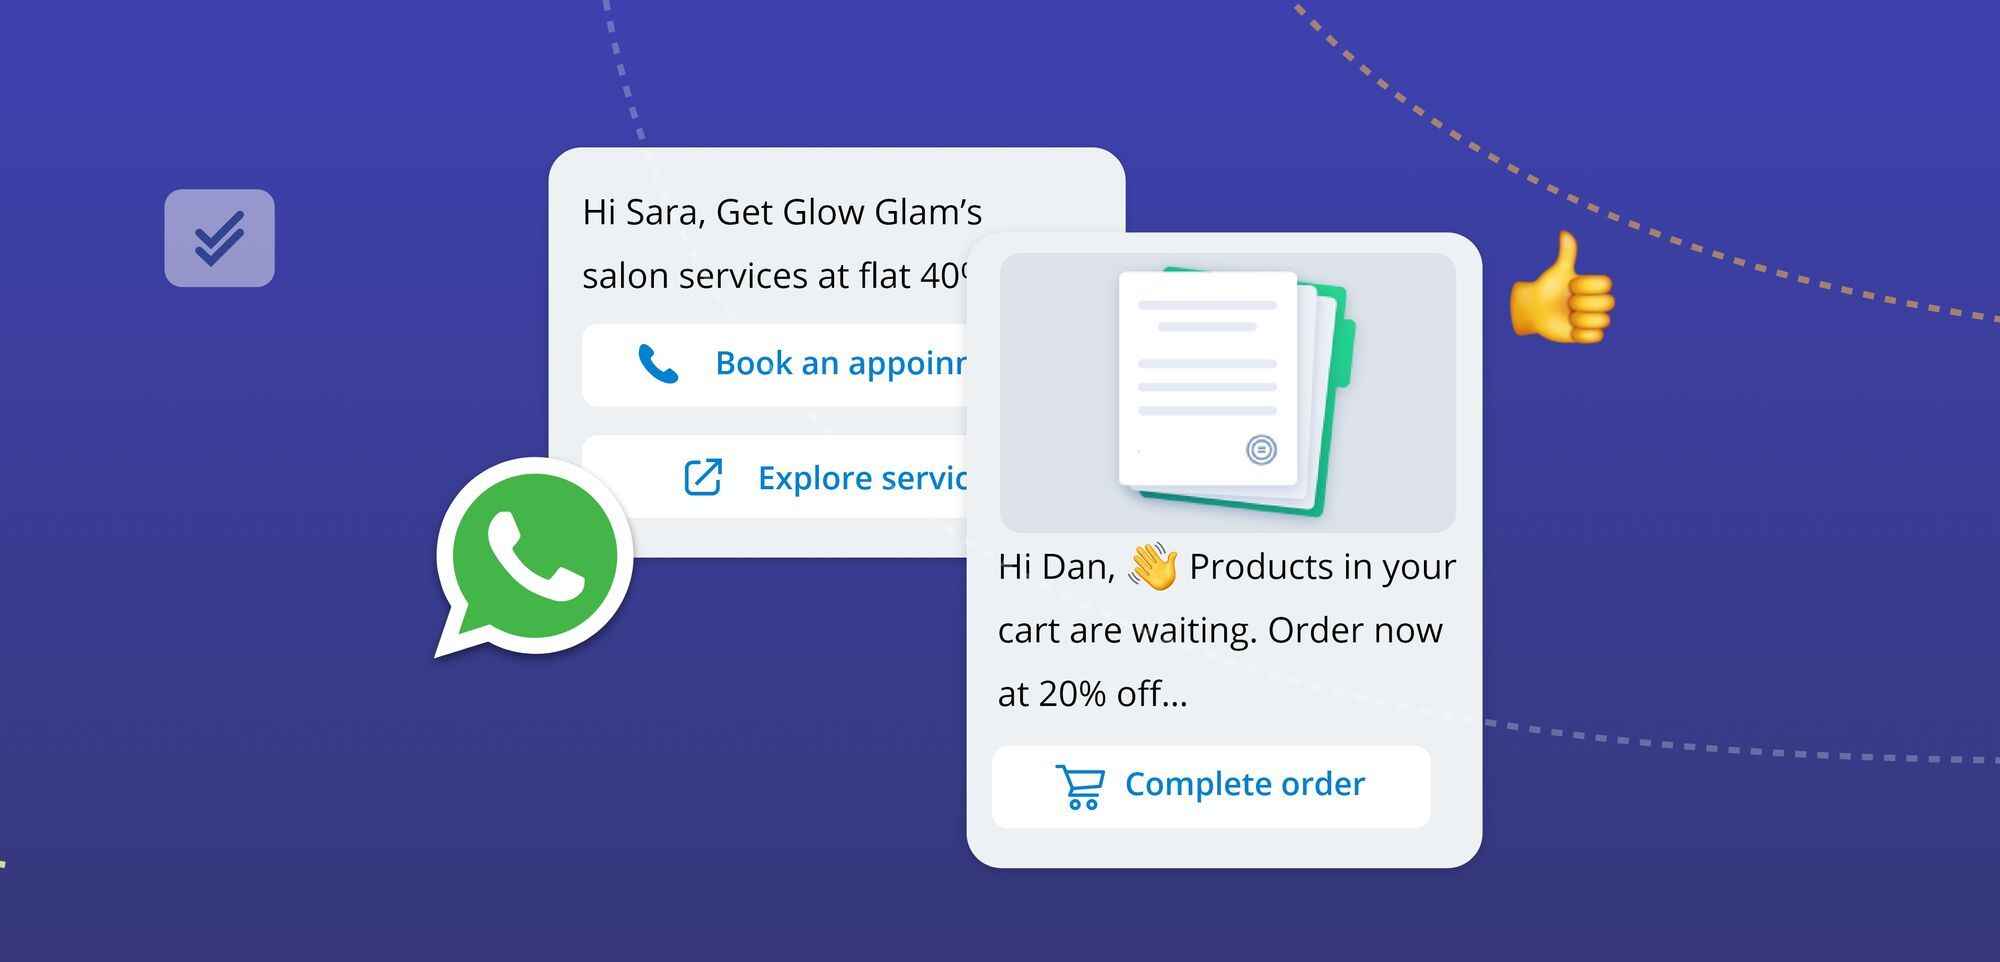 Hi Sara, Get Glow Glam’s
salon services at flat 40
Book an
Explore
Hi Dan, 👋 Products in your
cart are waiting. Order now
at 20% off...
Complete order